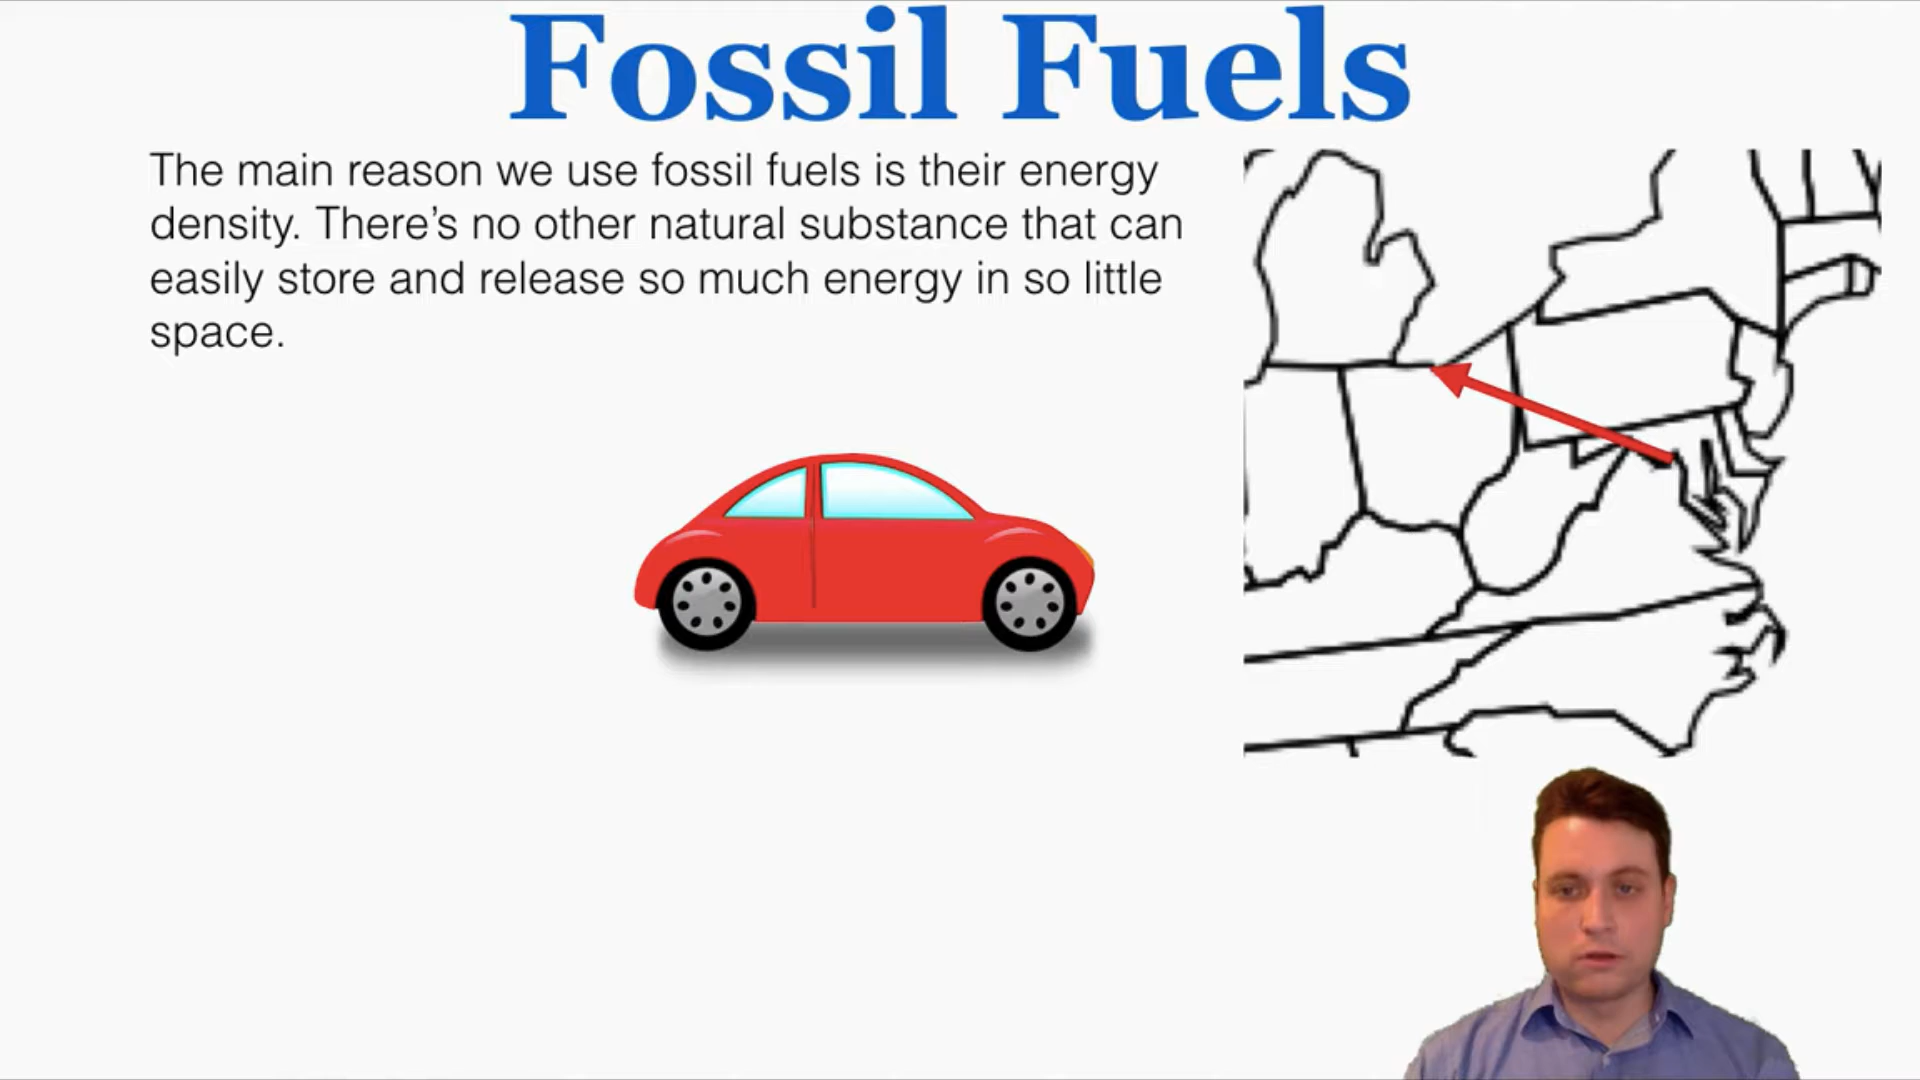 Fossil Fuels
The main reason we use fossil fuels is their energy
density. There’s no other natural substance that can
easily store and release so much energy in so little
space.